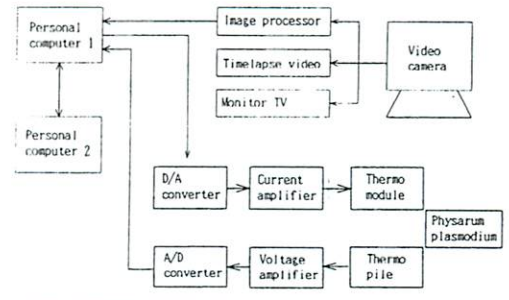 Personal
computer 1
Image processor
Timelapse video
Monitor TV
Video
camera
Personal
computer 2
D/A
converter
Current
amplifier
Thermo
module
Physarum
plasmodium
A/D
converter
Voltage
amplifier
Thermo
pile